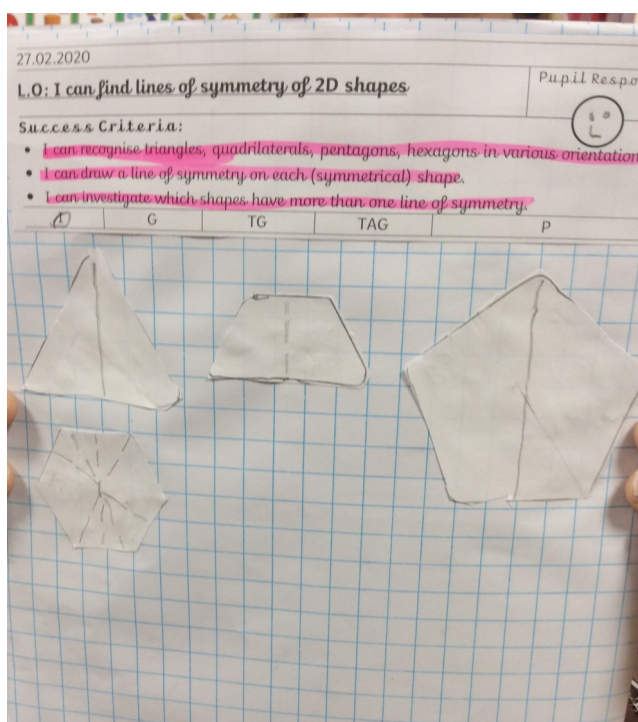 27.02.2020
L.O: I can find lines of symmetry of 2D shapes
Pupil Respo
Success Criteria:
• I can recognise triangles, quadrilaterals, pentagons, hexagons in various orientation
• I can draw a line of symmetry on each (symmetrical) shape.
• I can investigate which shapes have more than one line of symmetry.
I G TG TAG P